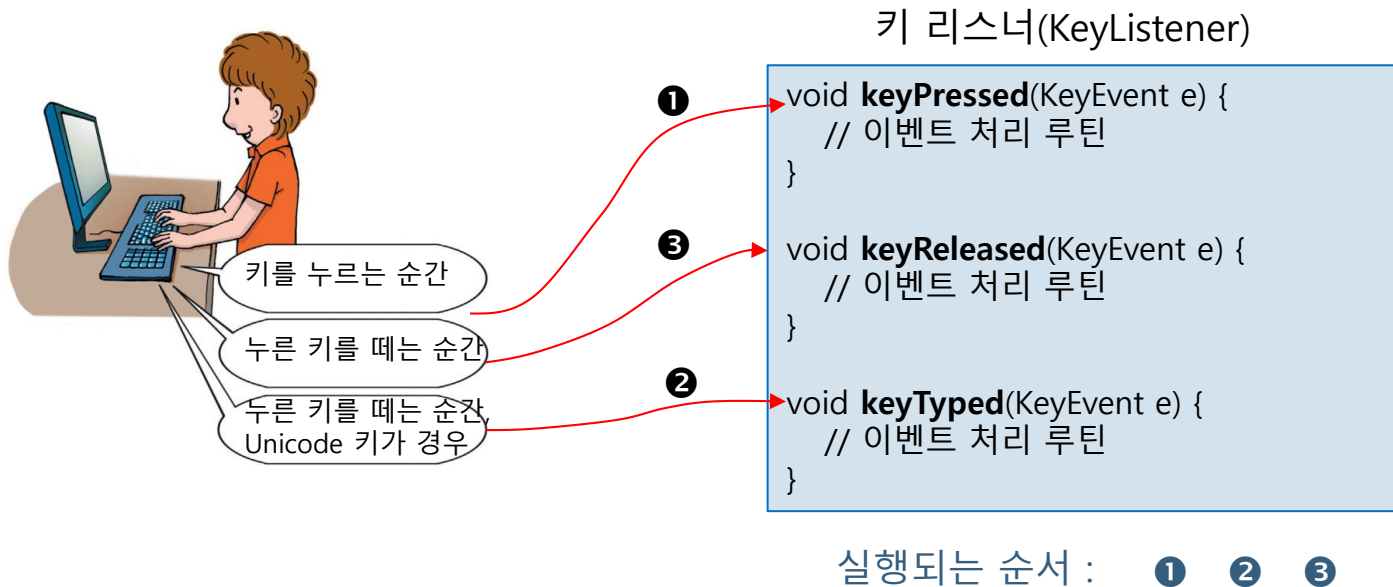 키 리스너(KeyListener)
❶
void keyPressed(KeyEvent e) {
// 이벤트 처리 루틴
}
❸
void keyReleased(KeyEvent e) {
// 이벤트 처리 루틴
}
❷
void keyTyped(KeyEvent e) {
// 이벤트 처리 루틴
}
키를 누르는 순간
누른 키를 떼는 순간
누른 키를 떼는 순간,
Unicode 키가 경우
실행되는 순서 : ❶ ❷ ❸